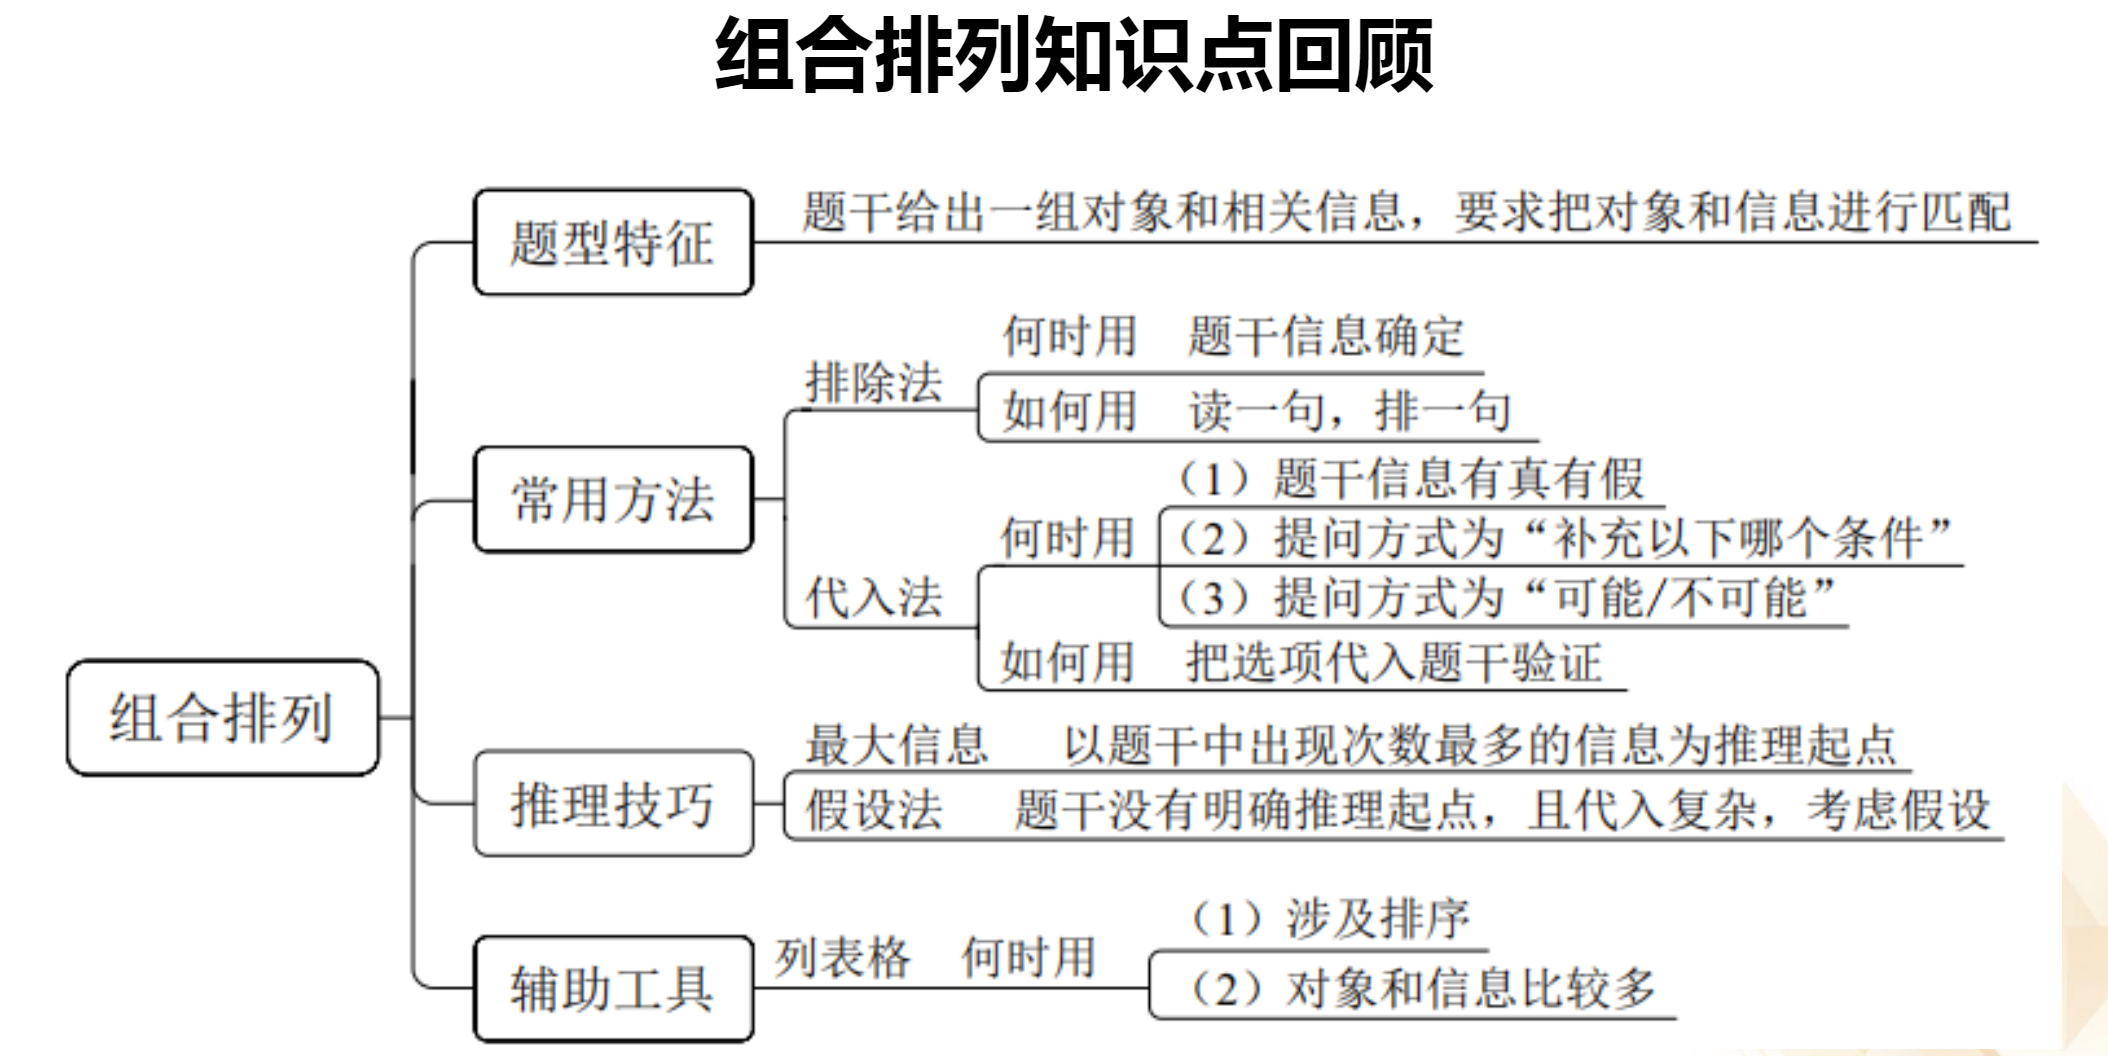 组合排列知识点回顾
组合排列
题型特征
题干给出一组对象和相关信息，要求把对象和信息进行匹配
常用方法
排除法
何时用 题干信息确定
如何用 读一句，排一句
代入法
何时用
（1）题干信息有真有假
（2）提问方式为“补充以下哪个条件”
（3）提问方式为“可能/不可能”
如何用 把选项代入题干验证
推理技巧
最大信息 以题干中出现次数最多的信息为推理起点
假设法 题干没有明确推理起点，且代入复杂，考虑假设
辅助工具
列表格 何时用
（1）涉及排序
（2）对象和信息比较多